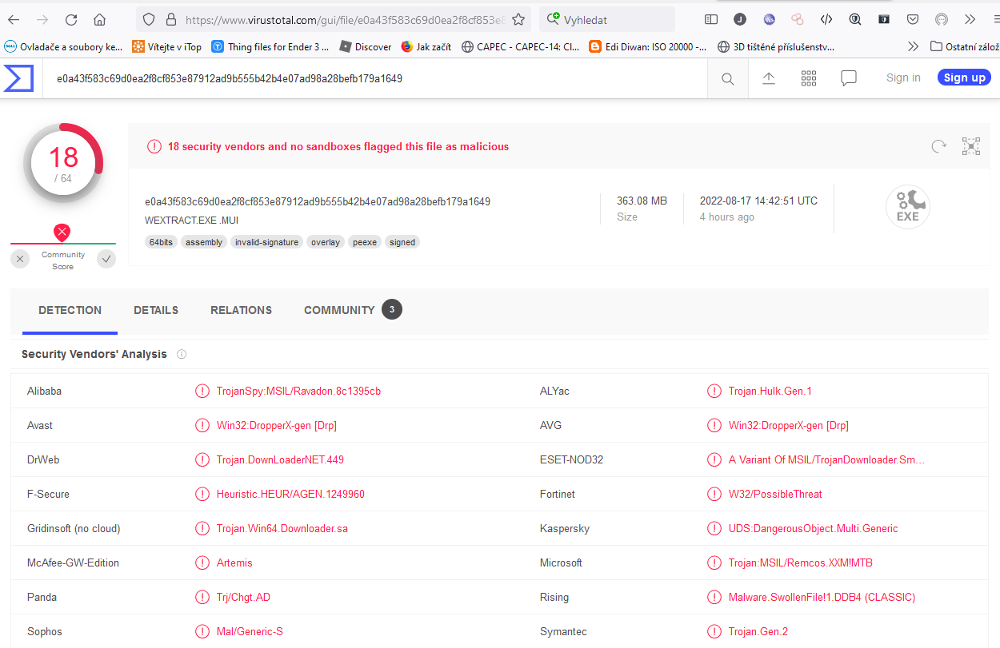 https://www.virustotal.com/gui/file/e0a43f583c69d0ea2f8cf853e8
Vyhledat
Ovladače a soubory ke...
Vítejte v iTop
Thing files for Ender 3 ...
Discover
Jak začít
CAPEC - CAPEC-14: Cl...
Edi Diwan: ISO 20000 -...
3D tištěné příslušenstv...
Ostatní zálož
e0a43f583c69d0ea2f8cf853e87912ad9b555b42b4e07ad98a28befb179a1649
Sign in
Sign up
18
/ 64
Community
Score
18 security vendors and no sandboxes flagged this file as malicious
e0a43f583c69d0ea2f8cf853e87912ad9b555b42b4e07ad98a28befb179a1649
WEXTRACT.EXE .MUI
64bits assembly invalid-signature overlay peexe signed
363.08 MB
Size
2022-08-17 14:42:51 UTC
4 hours ago
EXE
DETECTION DETAILS RELATIONS COMMUNITY 3
Security Vendors' Analysis
Alibaba TrojanSpy:MSIL/Ravadon.8c1395cb ALYac Trojan.Hulk.Gen.1
Avast Win32:DropperX-gen [Drp] AVG Win32:DropperX-gen [Drp]
DrWeb Trojan.DownLoaderNET.449 ESET-NOD32 A Variant Of MSIL/TrojanDownloader.Sm...
F-Secure Heuristic.HEUR/AGEN.1249960 Fortinet W32/PossibleThreat
Gridinsoft (no cloud) Trojan.Win64.Downloader.sa Kaspersky UDS:DangerousObject.Multi.Generic
McAfee-GW-Edition Artemis Microsoft Trojan:MSIL/Remcos.XXM!MTB
Panda Trj/Chgt.AD Rising Malware.SwollenFile!1.DDB4 (CLASSIC)
Sophos Mal/Generic-S Symantec Trojan.Gen.2